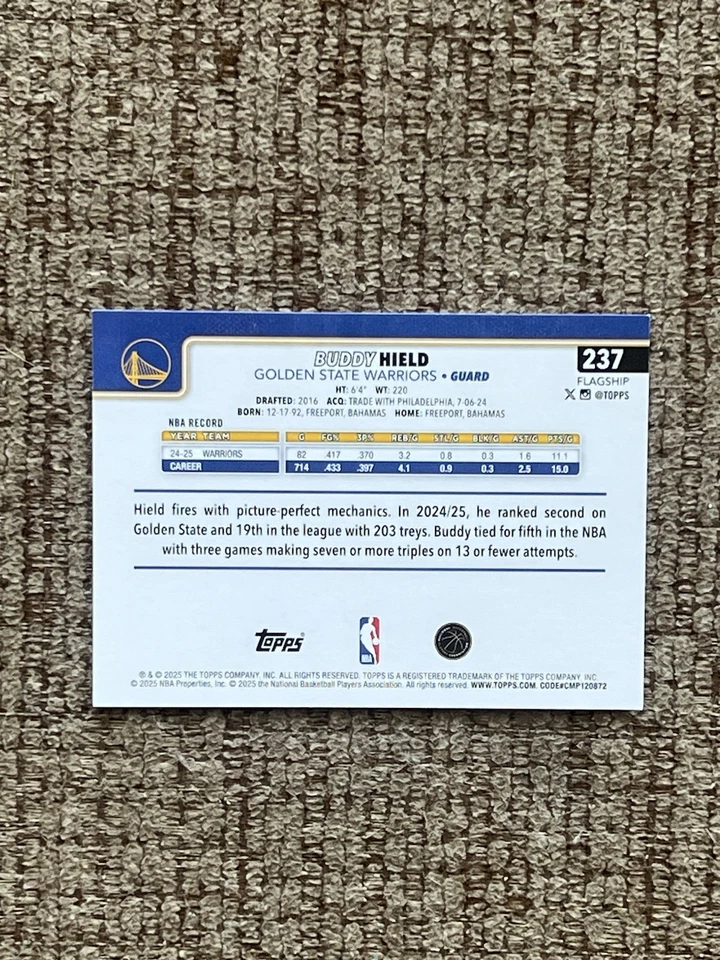 BUDDY HIELD
237
GOLDEN STATE WARRIORS • GUARD
FLAGSHIP
HT: 6'4" WT: 220
@TOPPS
DRAFTED: 2016 ACQ: TRADE WITH PHILADELPHIA, 7-06-24
BORN: 12-17-92, FREEPORT, BAHAMAS HOME: FREEPORT, BAHAMAS
NBA RECORD
YEAR TEAM G FG% 3P% REB/G STL/G BLK/G AST/G PTS/G
24-25 WARRIORS 82 .417 .370 3.2 0.8 0.3 1.6 11.1
CAREER 714 .433 .397 4.1 0.9 0.3 2.5 15.0
Hield fires with picture-perfect mechanics. In 2024/25, he ranked second on
Golden State and 19th in the league with 203 treys. Buddy tied for fifth in the NBA
with three games making seven or more triples on 13 or fewer attempts.
topps
NBA
® & © 2025 THE TOPPS COMPANY, INC. ALL RIGHTS RESERVED. TOPPS IS A REGISTERED TRADEMARK OF THE TOPPS COMPANY, INC.
© 2025 NBA Properties, Inc. © 2025 the National Basketball Players Association. All rights reserved. WWW.TOPPS.COM. CODE#CMP120872